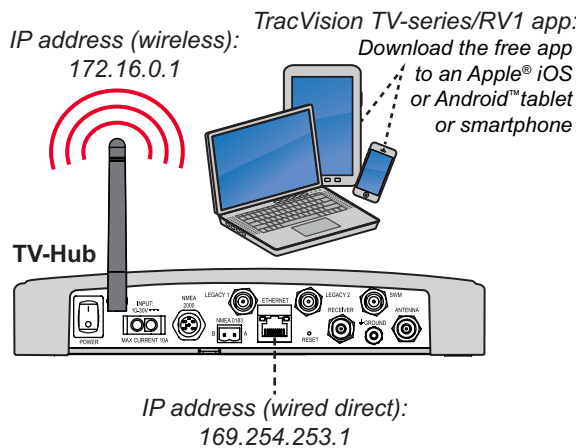 IP address (wireless):
172.16.0.1
TracVision TV-series/RV1 app:
Download the free app
to an Apple® iOS
or Android™ tablet
or smartphone
TV-Hub
POWER
INPUT:
10-30V
MAX CURRENT 10A
NMEA
2000
LEGACY 1
NMEA 0183
B
A
ETHERNET
RESET
LEGACY 2
RECEIVER
SWM
GROUND
ANTENNA
IP address (wired direct):
169.254.253.1